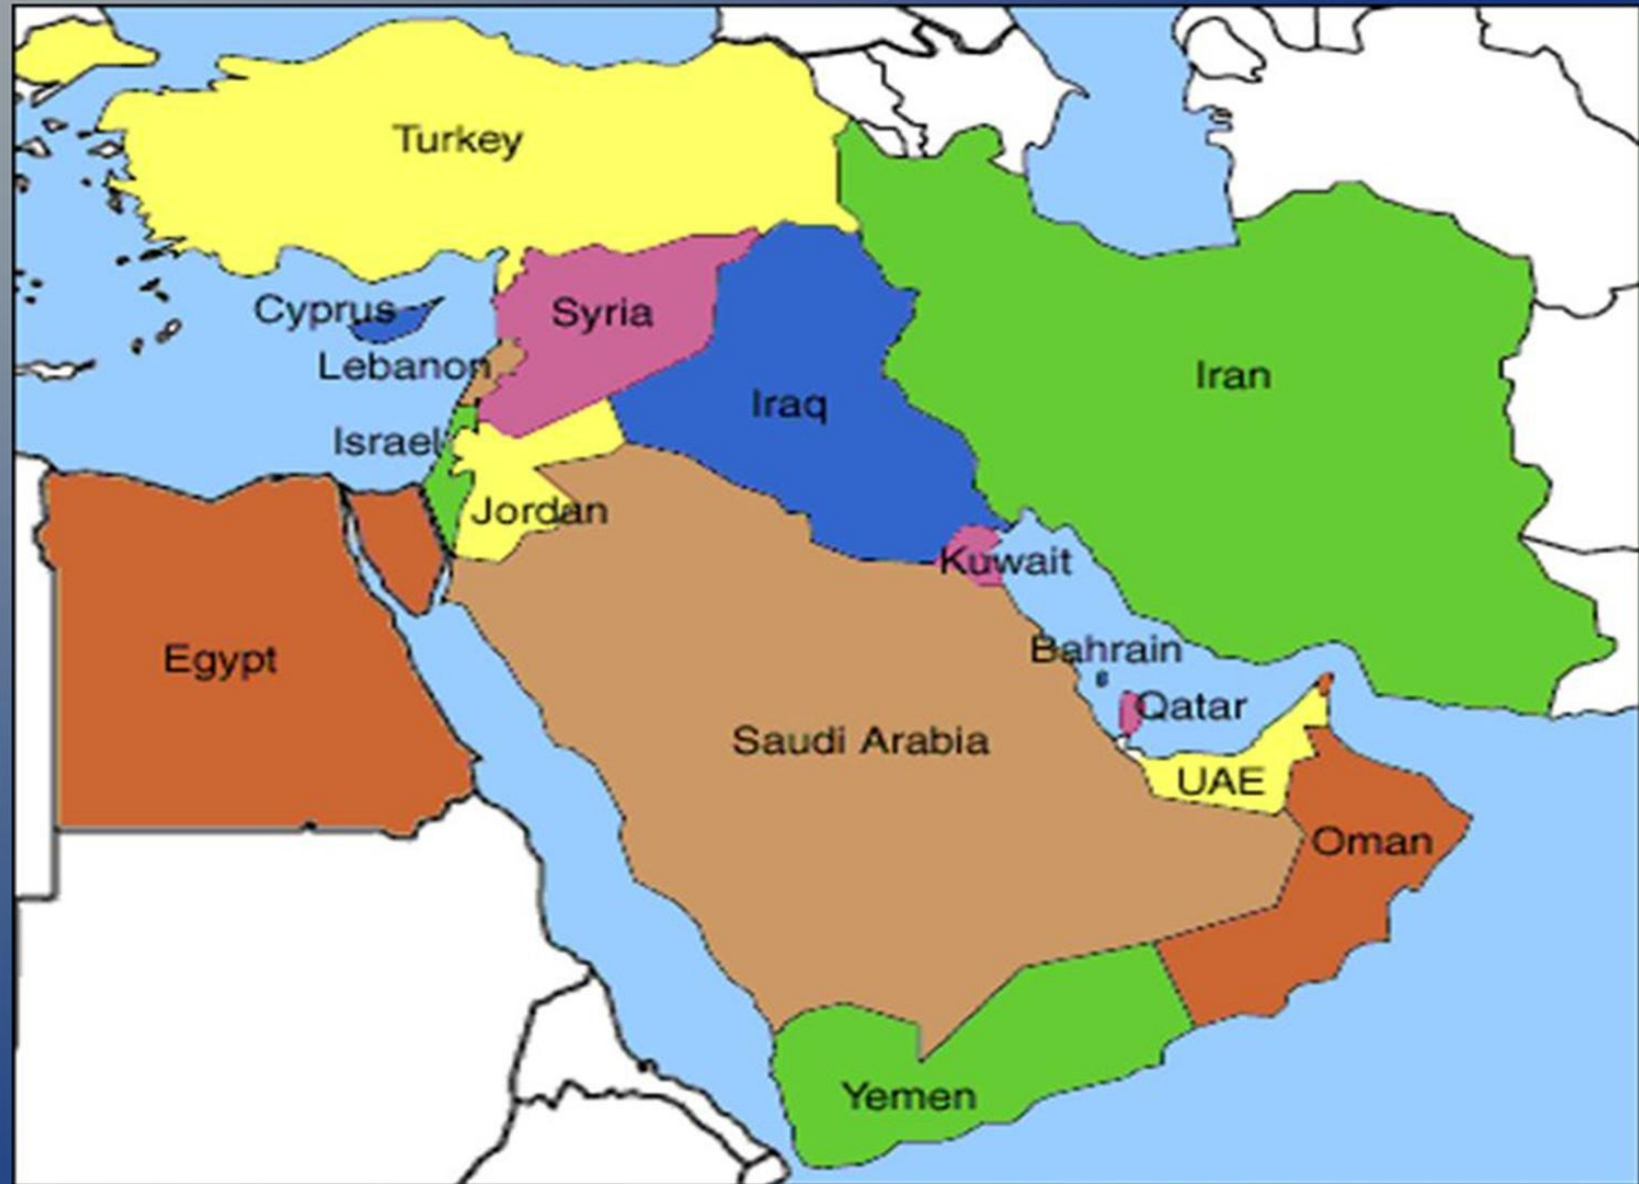 Turkey
Cyprus
Syria
Lebanon
Iran
Iraq
Israel
Jordan
Kuwait
Egypt
Bahrain
Qatar
Saudi Arabia
UAE
Oman
Yemen